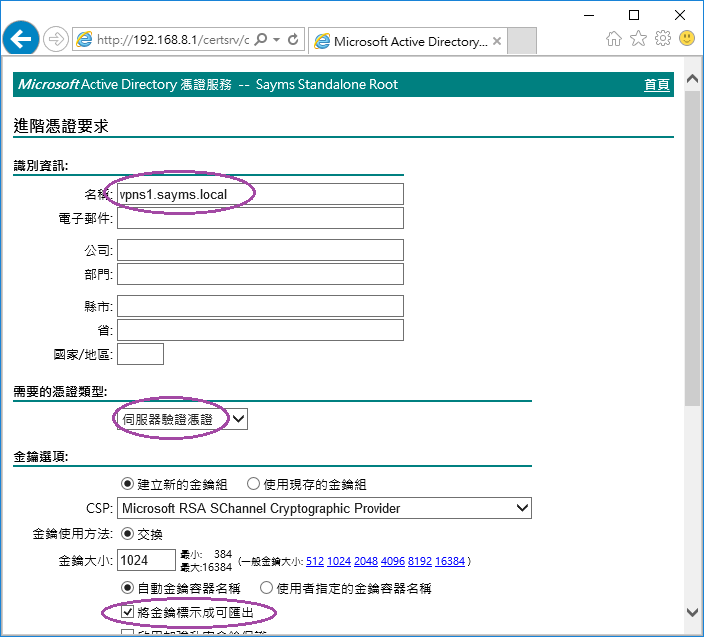 http://192.168.8.1/certsrv/c
Microsoft Active Directory...
Microsoft Active Directory 憑證服務 -- Sayms Standalone Root 首頁
進階憑證要求
識別資訊:
名稱: vpns1.sayms.local
電子郵件:
公司:
部門:
縣市:
省:
國家/地區:
需要的憑證類型:
伺服器驗證憑證
金鑰選項:
建立新的金鑰組 使用現存的金鑰組
CSP: Microsoft RSA SChannel Cryptographic Provider
金鑰使用方法: 交換
金鑰大小: 1024 最小: 384 最大:16384 (一般金鑰大小: 512 1024 2048 4096 8192 16384 )
自動金鑰容器名稱 使用者指定的金鑰容器名稱
將金鑰標示成可匯出